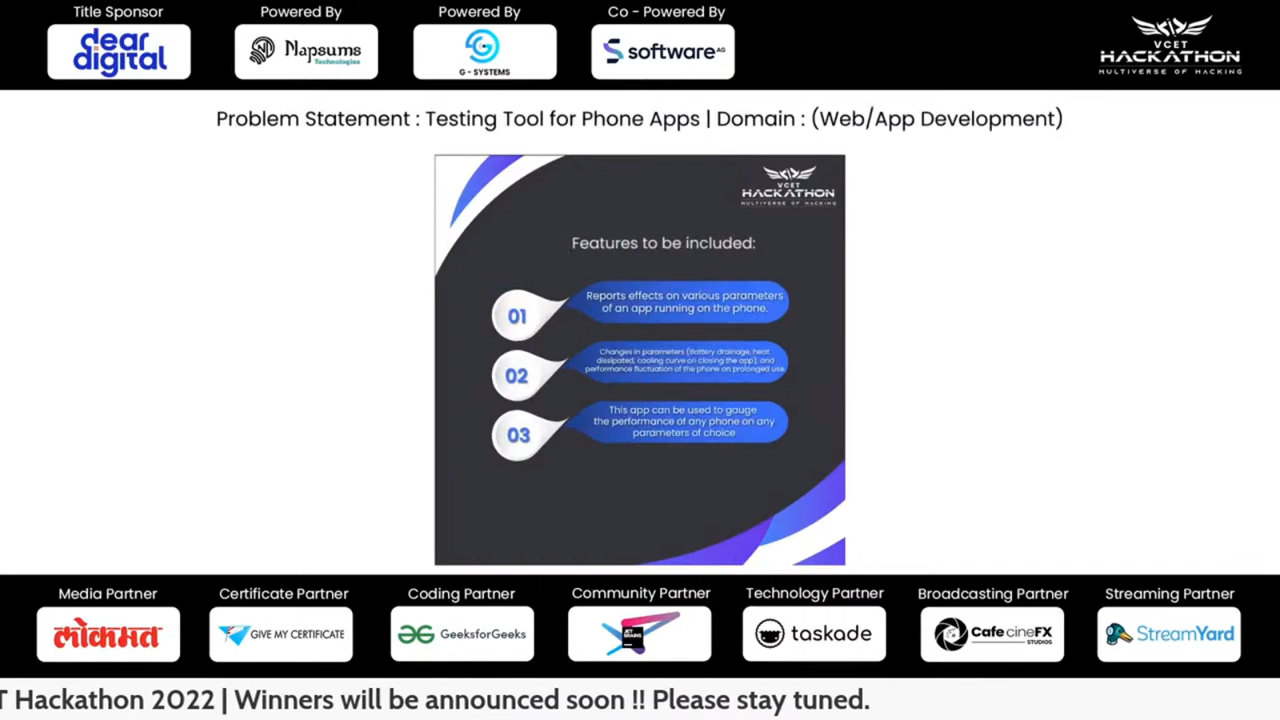 Title Sponsor
Powered By
Powered By
Co - Powered By
dear digital
Napsums Technologies
G - SYSTEMS
software AG
VCET
HACKATHON
MULTIVERSE OF HACKING
Problem Statement : Testing Tool for Phone Apps | Domain : (Web/App Development)
VCET
HACKATHON
MULTIVERSE OF HACKING
Features to be included:
01
Reports effects on various parameters
of an app running on the phone.
02
Changes in parameters (Battery drainage, heat
dissipated, cooling curve on closing the app), and
performance fluctuation of the phone on prolonged use.
03
This app can be used to gauge
the performance of any phone on any
parameters of choice
Media Partner
Certificate Partner
Coding Partner
Community Partner
Technology Partner
Broadcasting Partner
Streaming Partner
लोकमत
GIVE MY CERTIFICATE
GeeksforGeeks
JET BRAINS
taskade
Cafe cineFX STUDIOS
StreamYard
T Hackathon 2022 | Winners will be announced soon !! Please stay tuned.